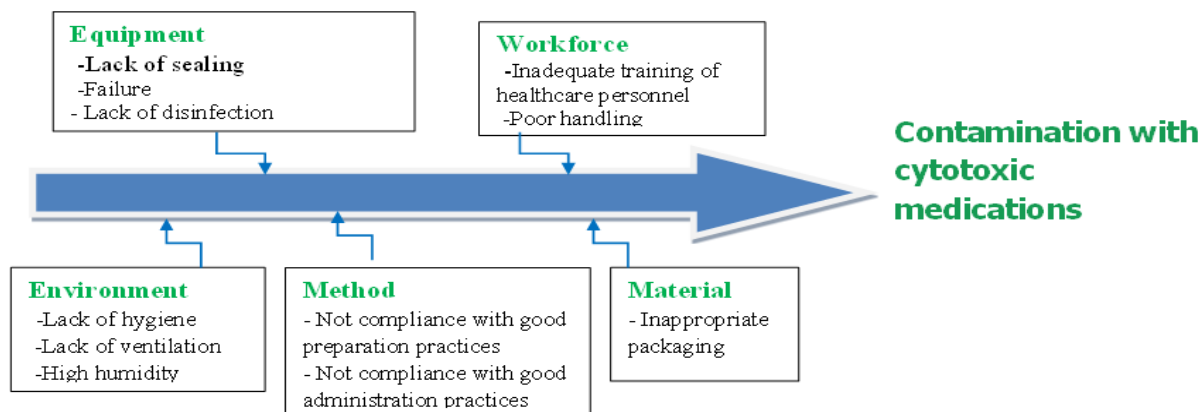 Equipment
-Lack of sealing
-Failure
- Lack of disinfection
Workforce
-Inadequate training of
healthcare personnel
-Poor handling
Contamination with
cytotoxic
medications
Environment
-Lack of hygiene
-Lack of ventilation
-High humidity
Method
- Not compliance with good
preparation practices
- Not compliance with good
administration practices
Material
- Inappropriate
packaging